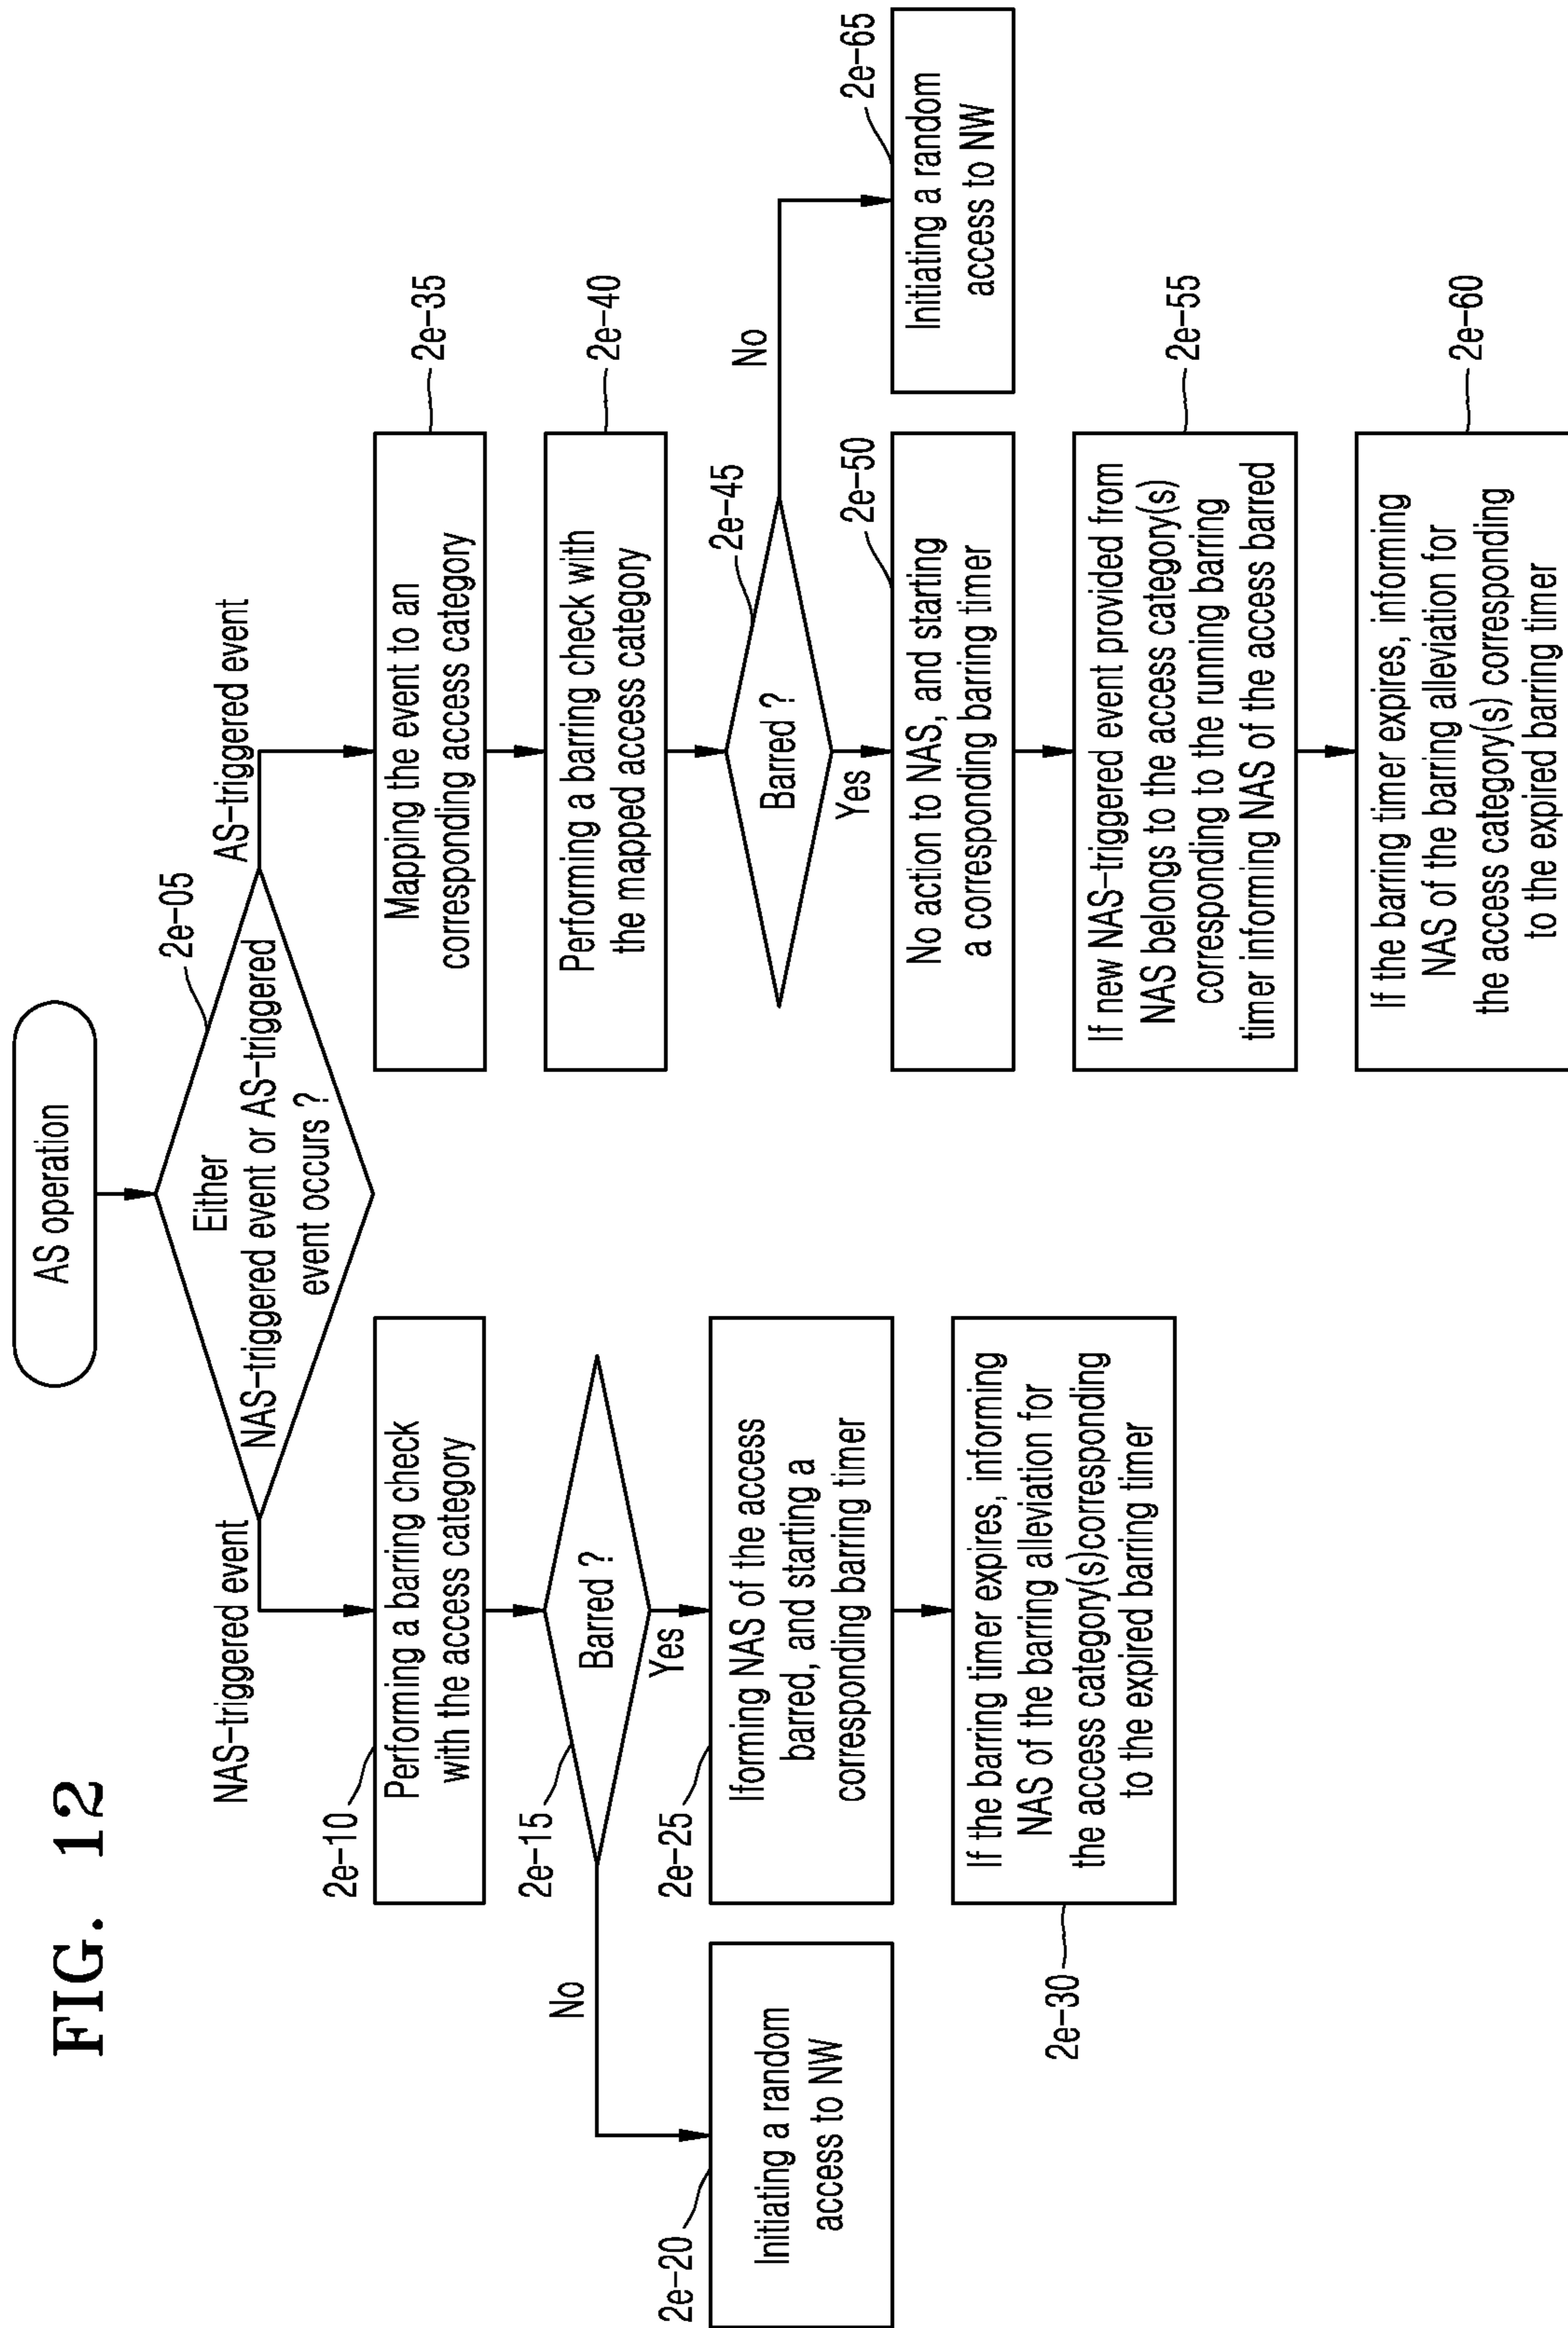 FIG. 12
AS operation
2e-05
Either
NAS-triggered event or AS-triggered
event occurs ?
NAS-triggered event
AS-triggered event
2e-10
Performing a barring check
with the access category
2e-15
Barred ?
No
Yes
2e-20
Initiating a random
access to NW
2e-25
Iforming NAS of the access
barred, and starting a
corresponding barring timer
2e-30
If the barring timer expires, informing
NAS of the barring alleviation for
the access category(s)corresponding
to the expired barring timer
2e-35
Mapping the event to an
corresponding access category
2e-40
Performing a barring check with
the mapped access category
2e-45
Barred ?
No
Yes
2e-50
No action to NAS, and starting
a corresponding barring timer
2e-55
If new NAS-triggered event provided from
NAS belongs to the access category(s)
corresponding to the running barring
timer informing NAS of the access barred
2e-60
If the barring timer expires, informing
NAS of the barring alleviation for
the access category(s) corresponding
to the expired barring timer
2e-65
Initiating a random
access to NW